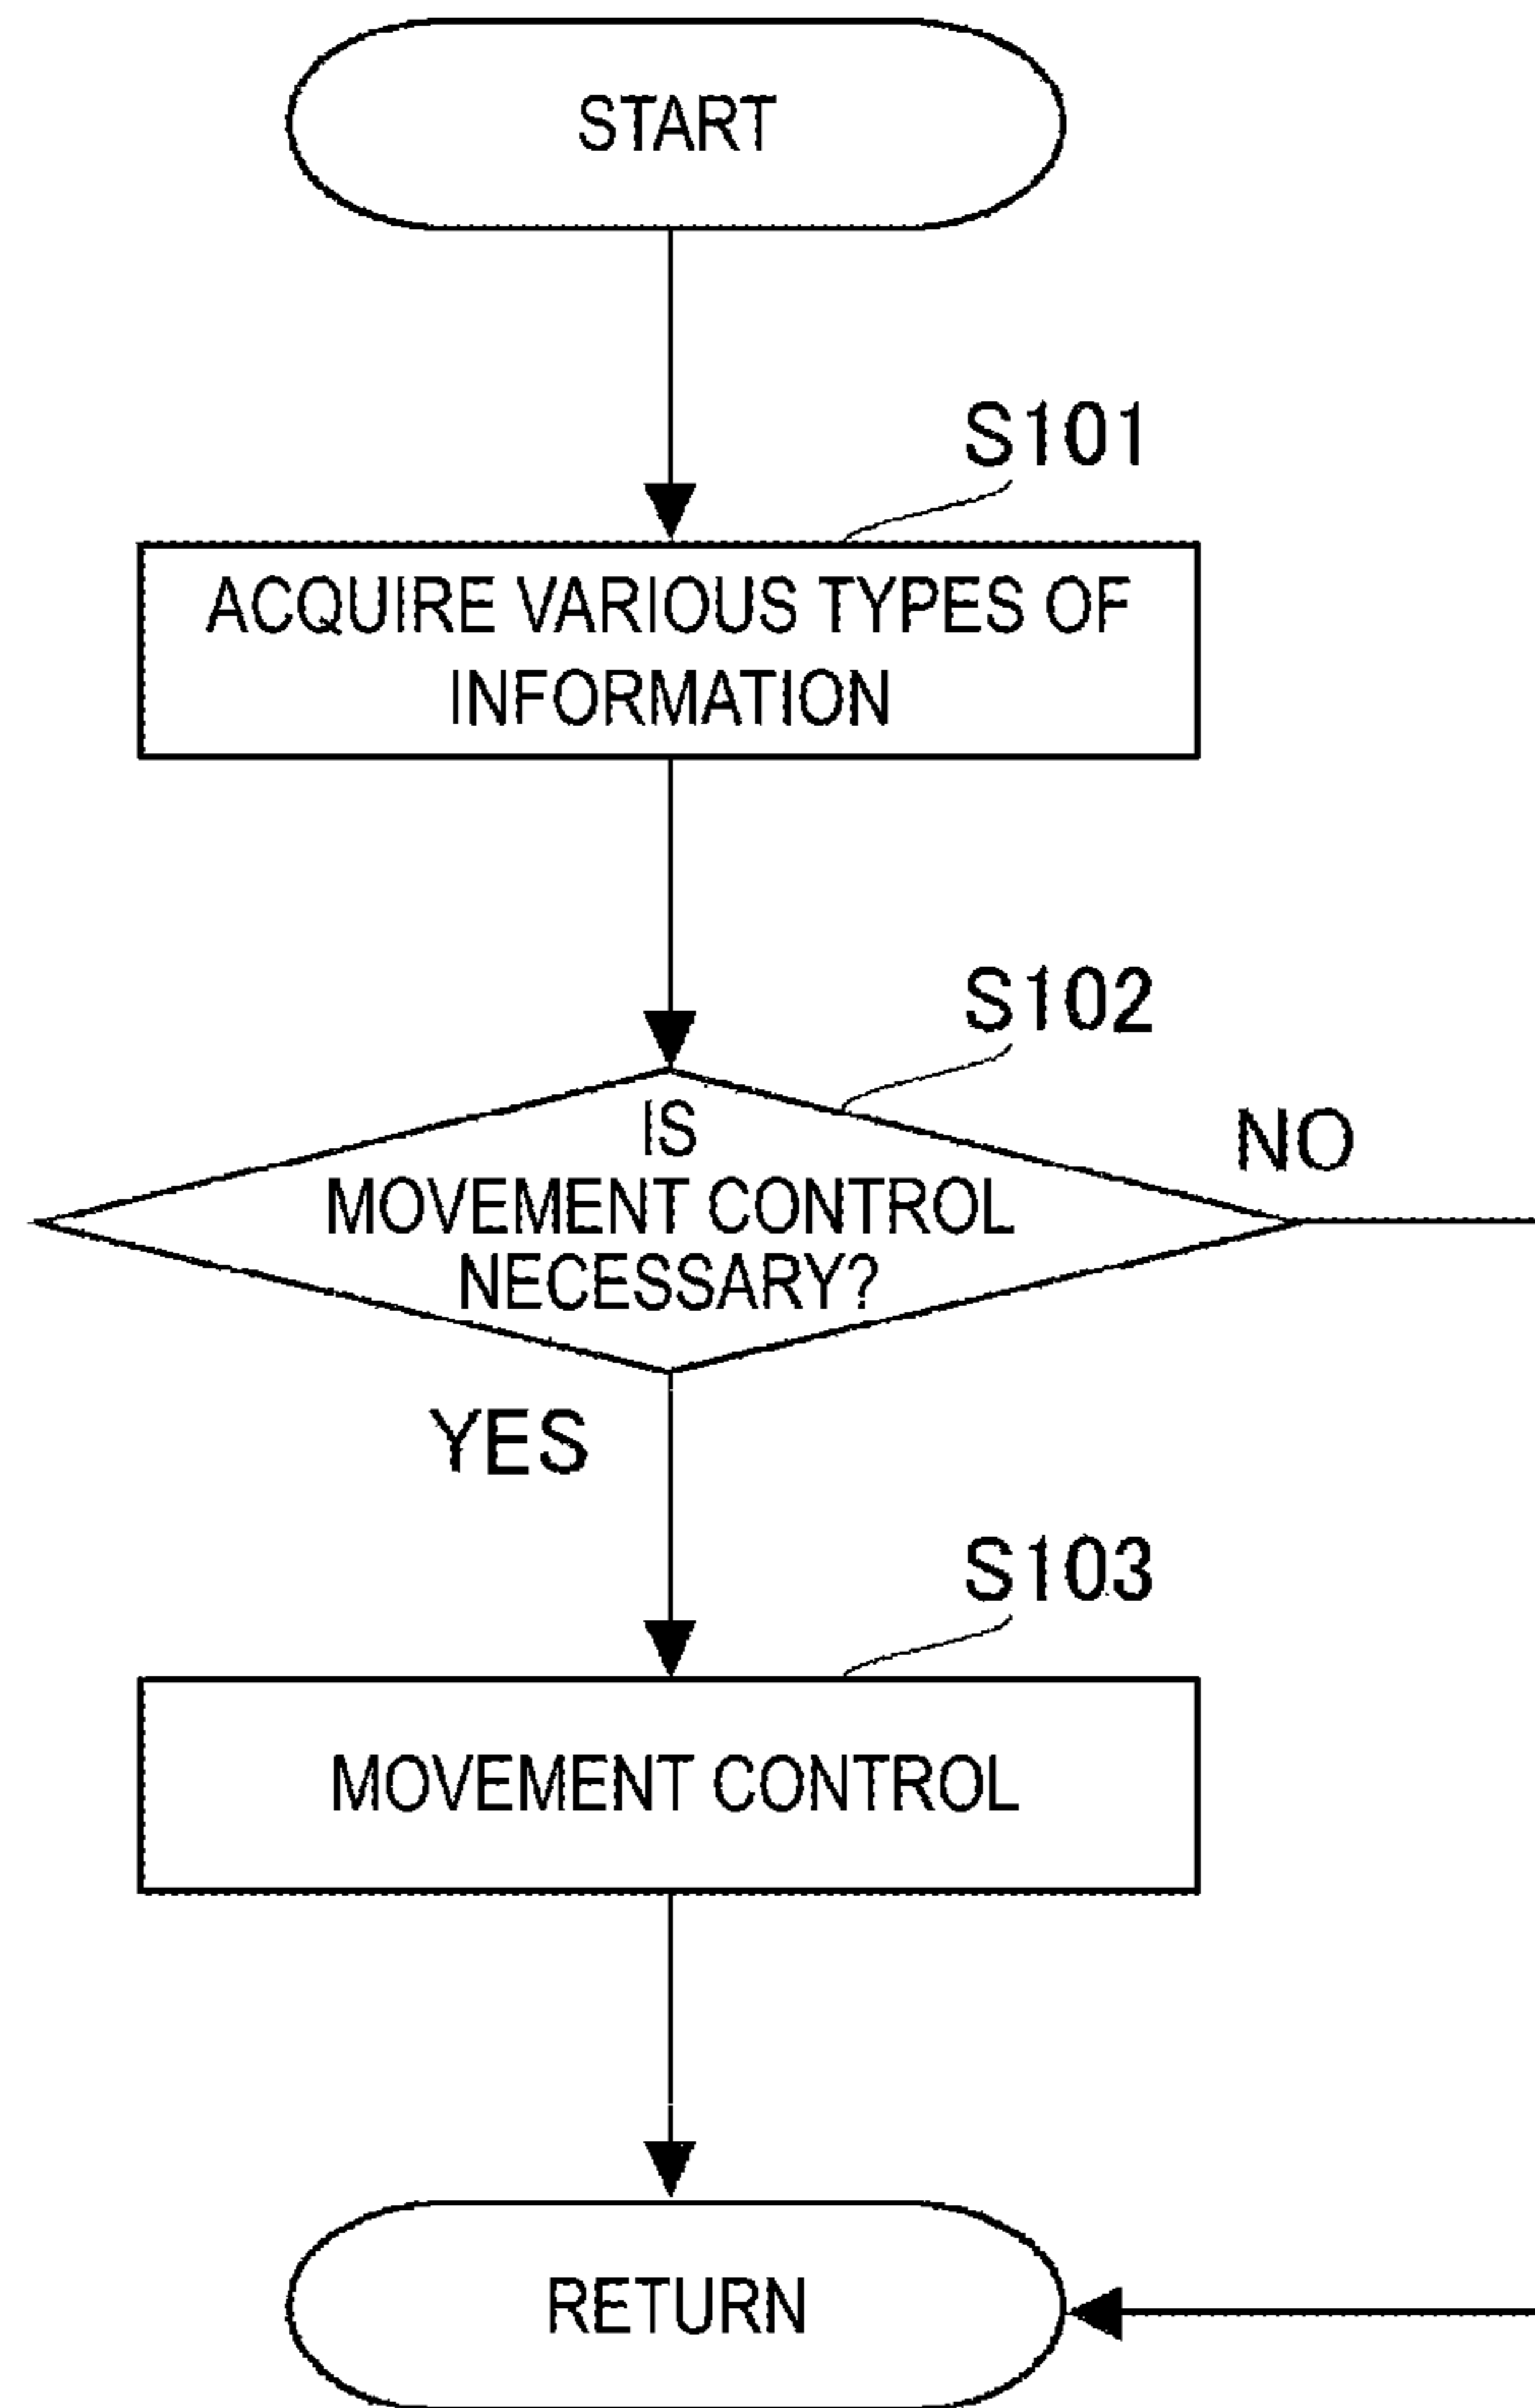 START
S101
ACQUIRE VARIOUS TYPES OF
INFORMATION
S102
IS
MOVEMENT CONTROL
NECESSARY?
NO
YES
S103
MOVEMENT CONTROL
RETURN